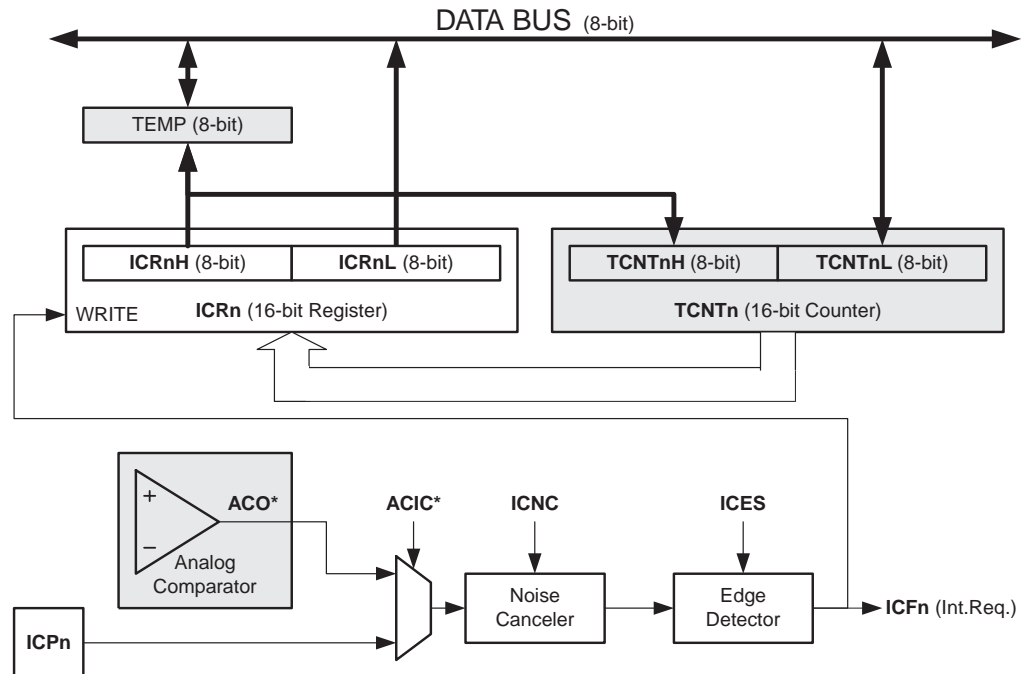 DATA BUS (8-bit)
TEMP (8-bit)
ICRnH (8-bit)
ICRnL (8-bit)
TCNTnH (8-bit)
TCNTnL (8-bit)
WRITE
ICRn (16-bit Register)
TCNTn (16-bit Counter)
+
−
ACO*
Analog
Comparator
ACIC*
ICNC
ICES
Noise
Canceler
Edge
Detector
ICFn (Int.Req.)
ICPn